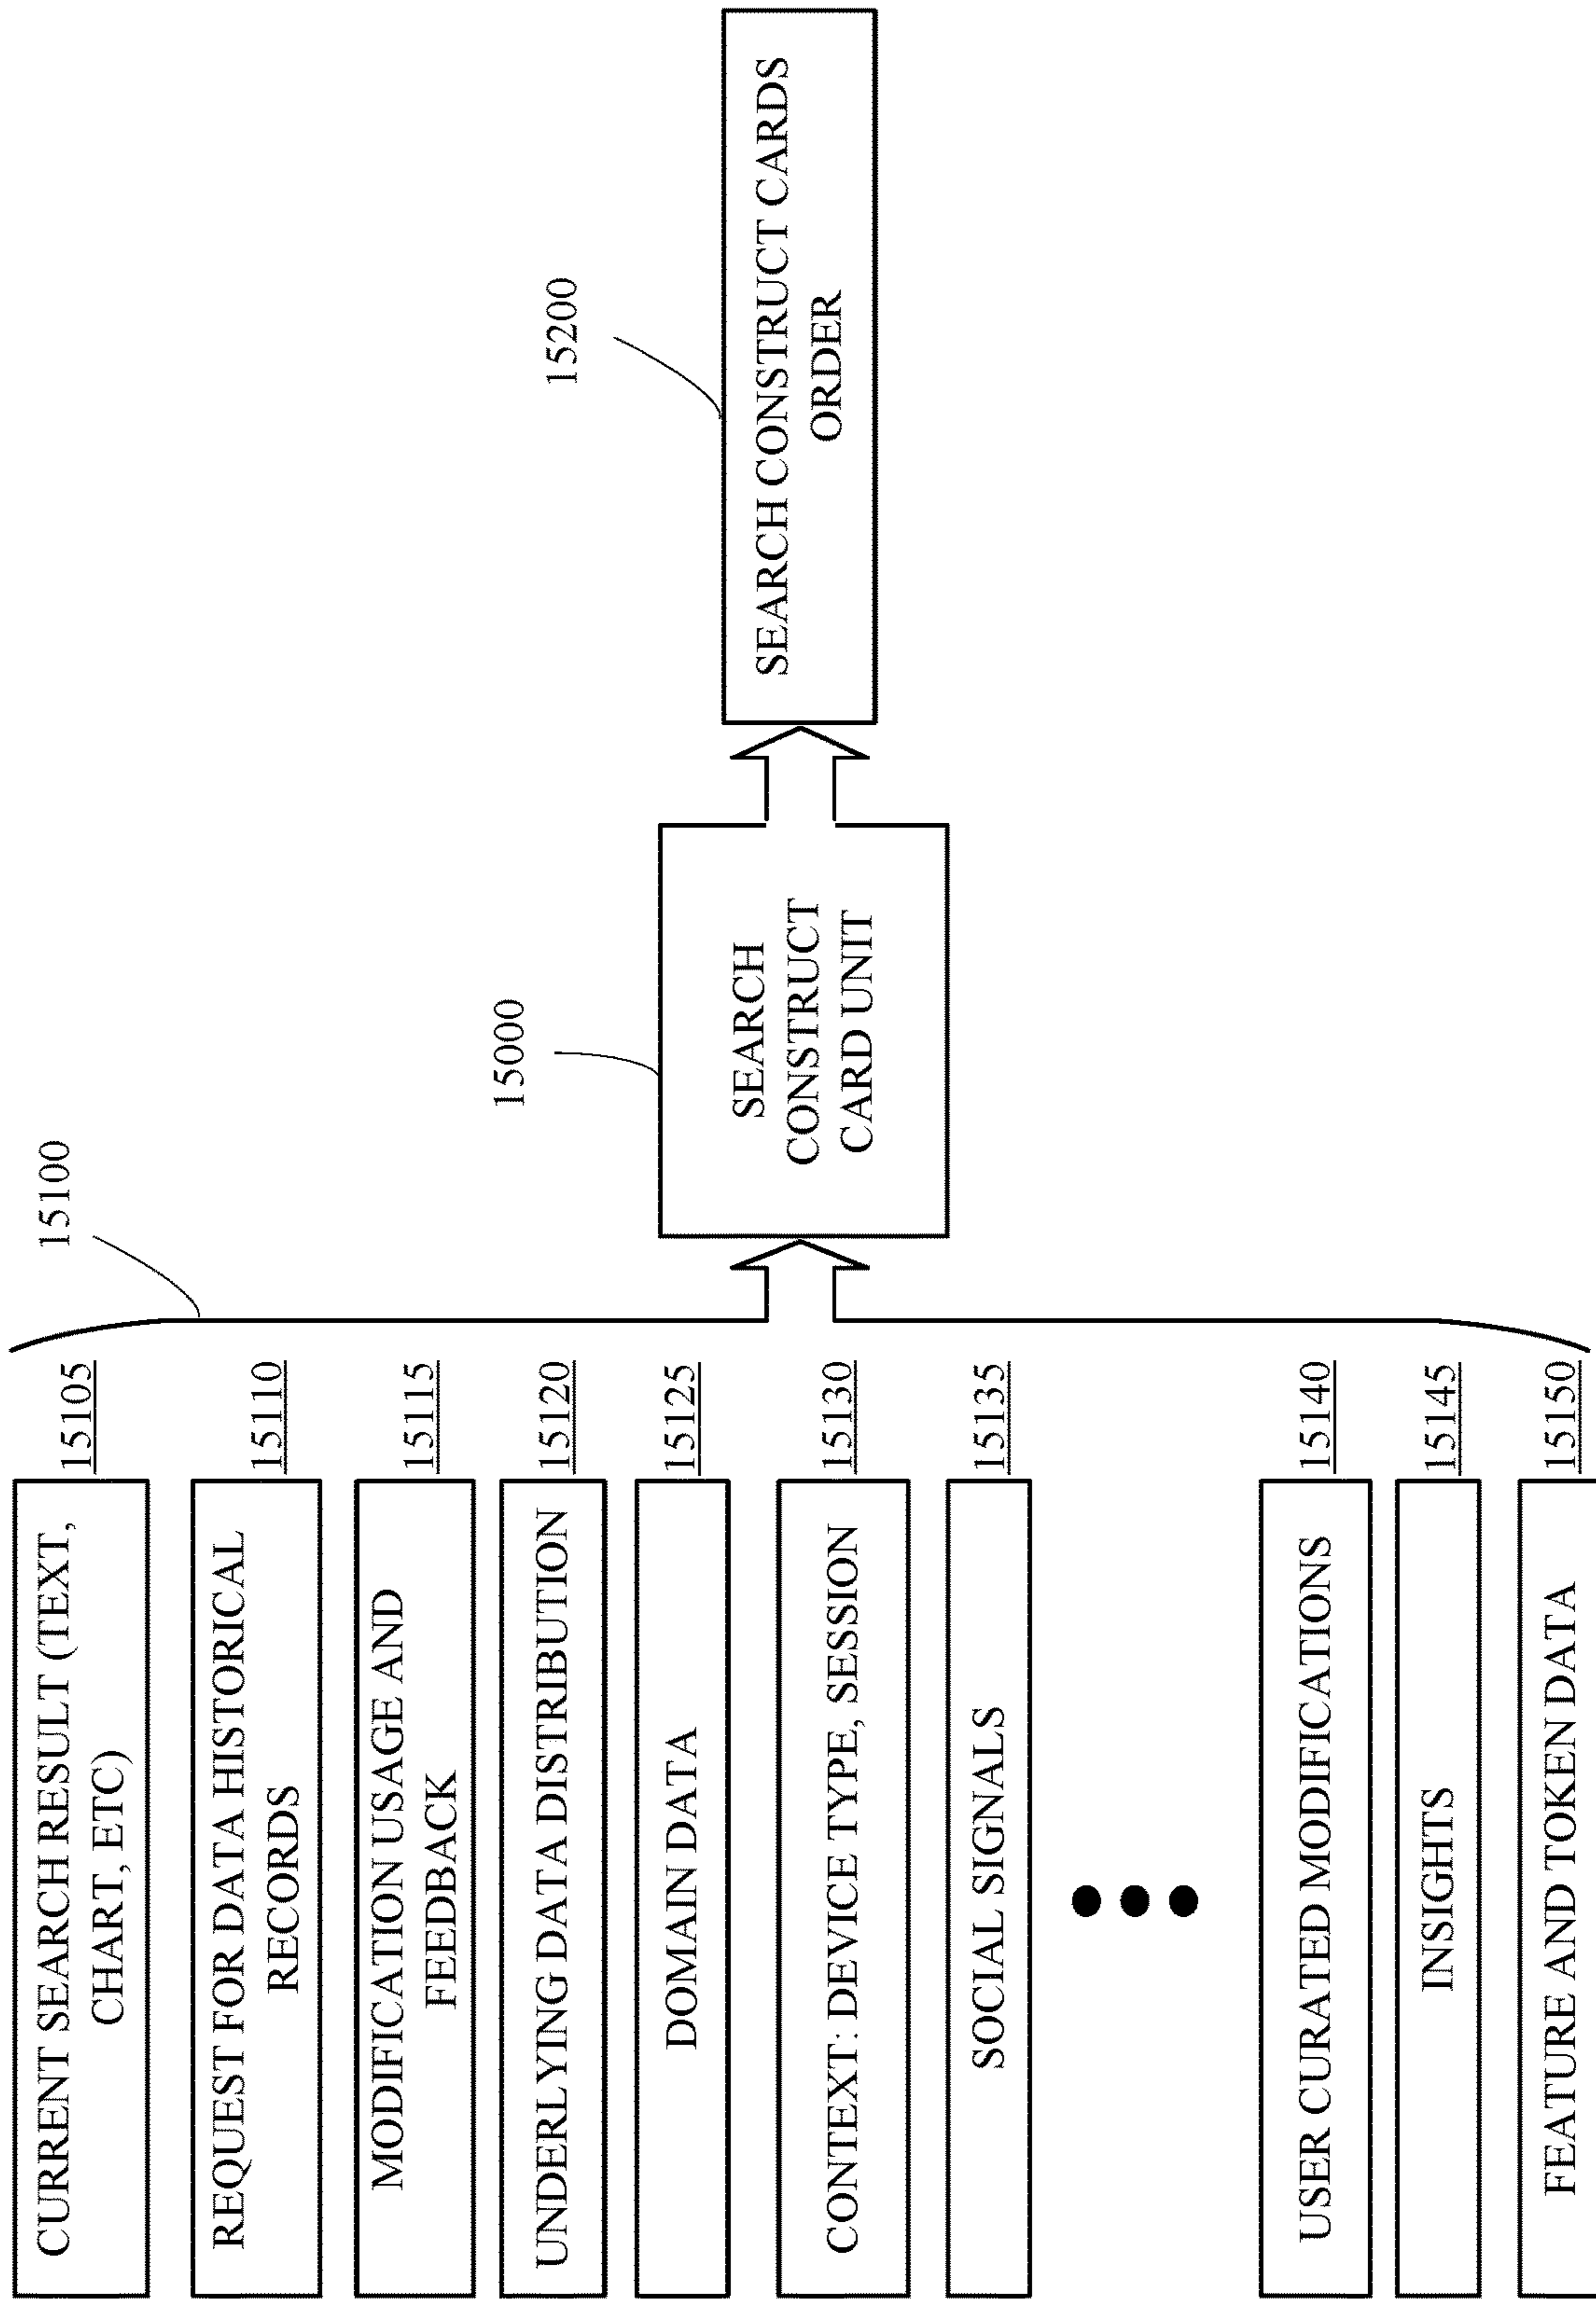 CURRENT SEARCH RESULT (TEXT,
CHART, ETC)
15105
REQUEST FOR DATA HISTORICAL
RECORDS
15110
MODIFICATION USAGE AND
FEEDBACK
15115
UNDERLYING DATA DISTRIBUTION
15120
DOMAIN DATA
15125
CONTEXT: DEVICE TYPE, SESSION
15130
SOCIAL SIGNALS
15135
USER CURATED MODIFICATIONS
15140
INSIGHTS
15145
FEATURE AND TOKEN DATA
15150
15100
15000
SEARCH
CONSTRUCT
CARD UNIT
15200
SEARCH CONSTRUCT CARDS
ORDER